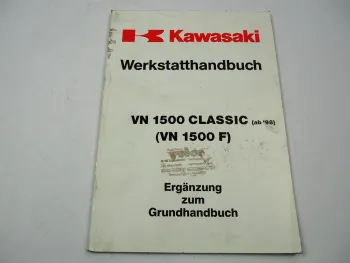 Kawasaki
Werkstatthandbuch
VN 1500 CLASSIC (ab '98)
(VN 1500 F)
Ergänzung
zum
Grundhandbuch